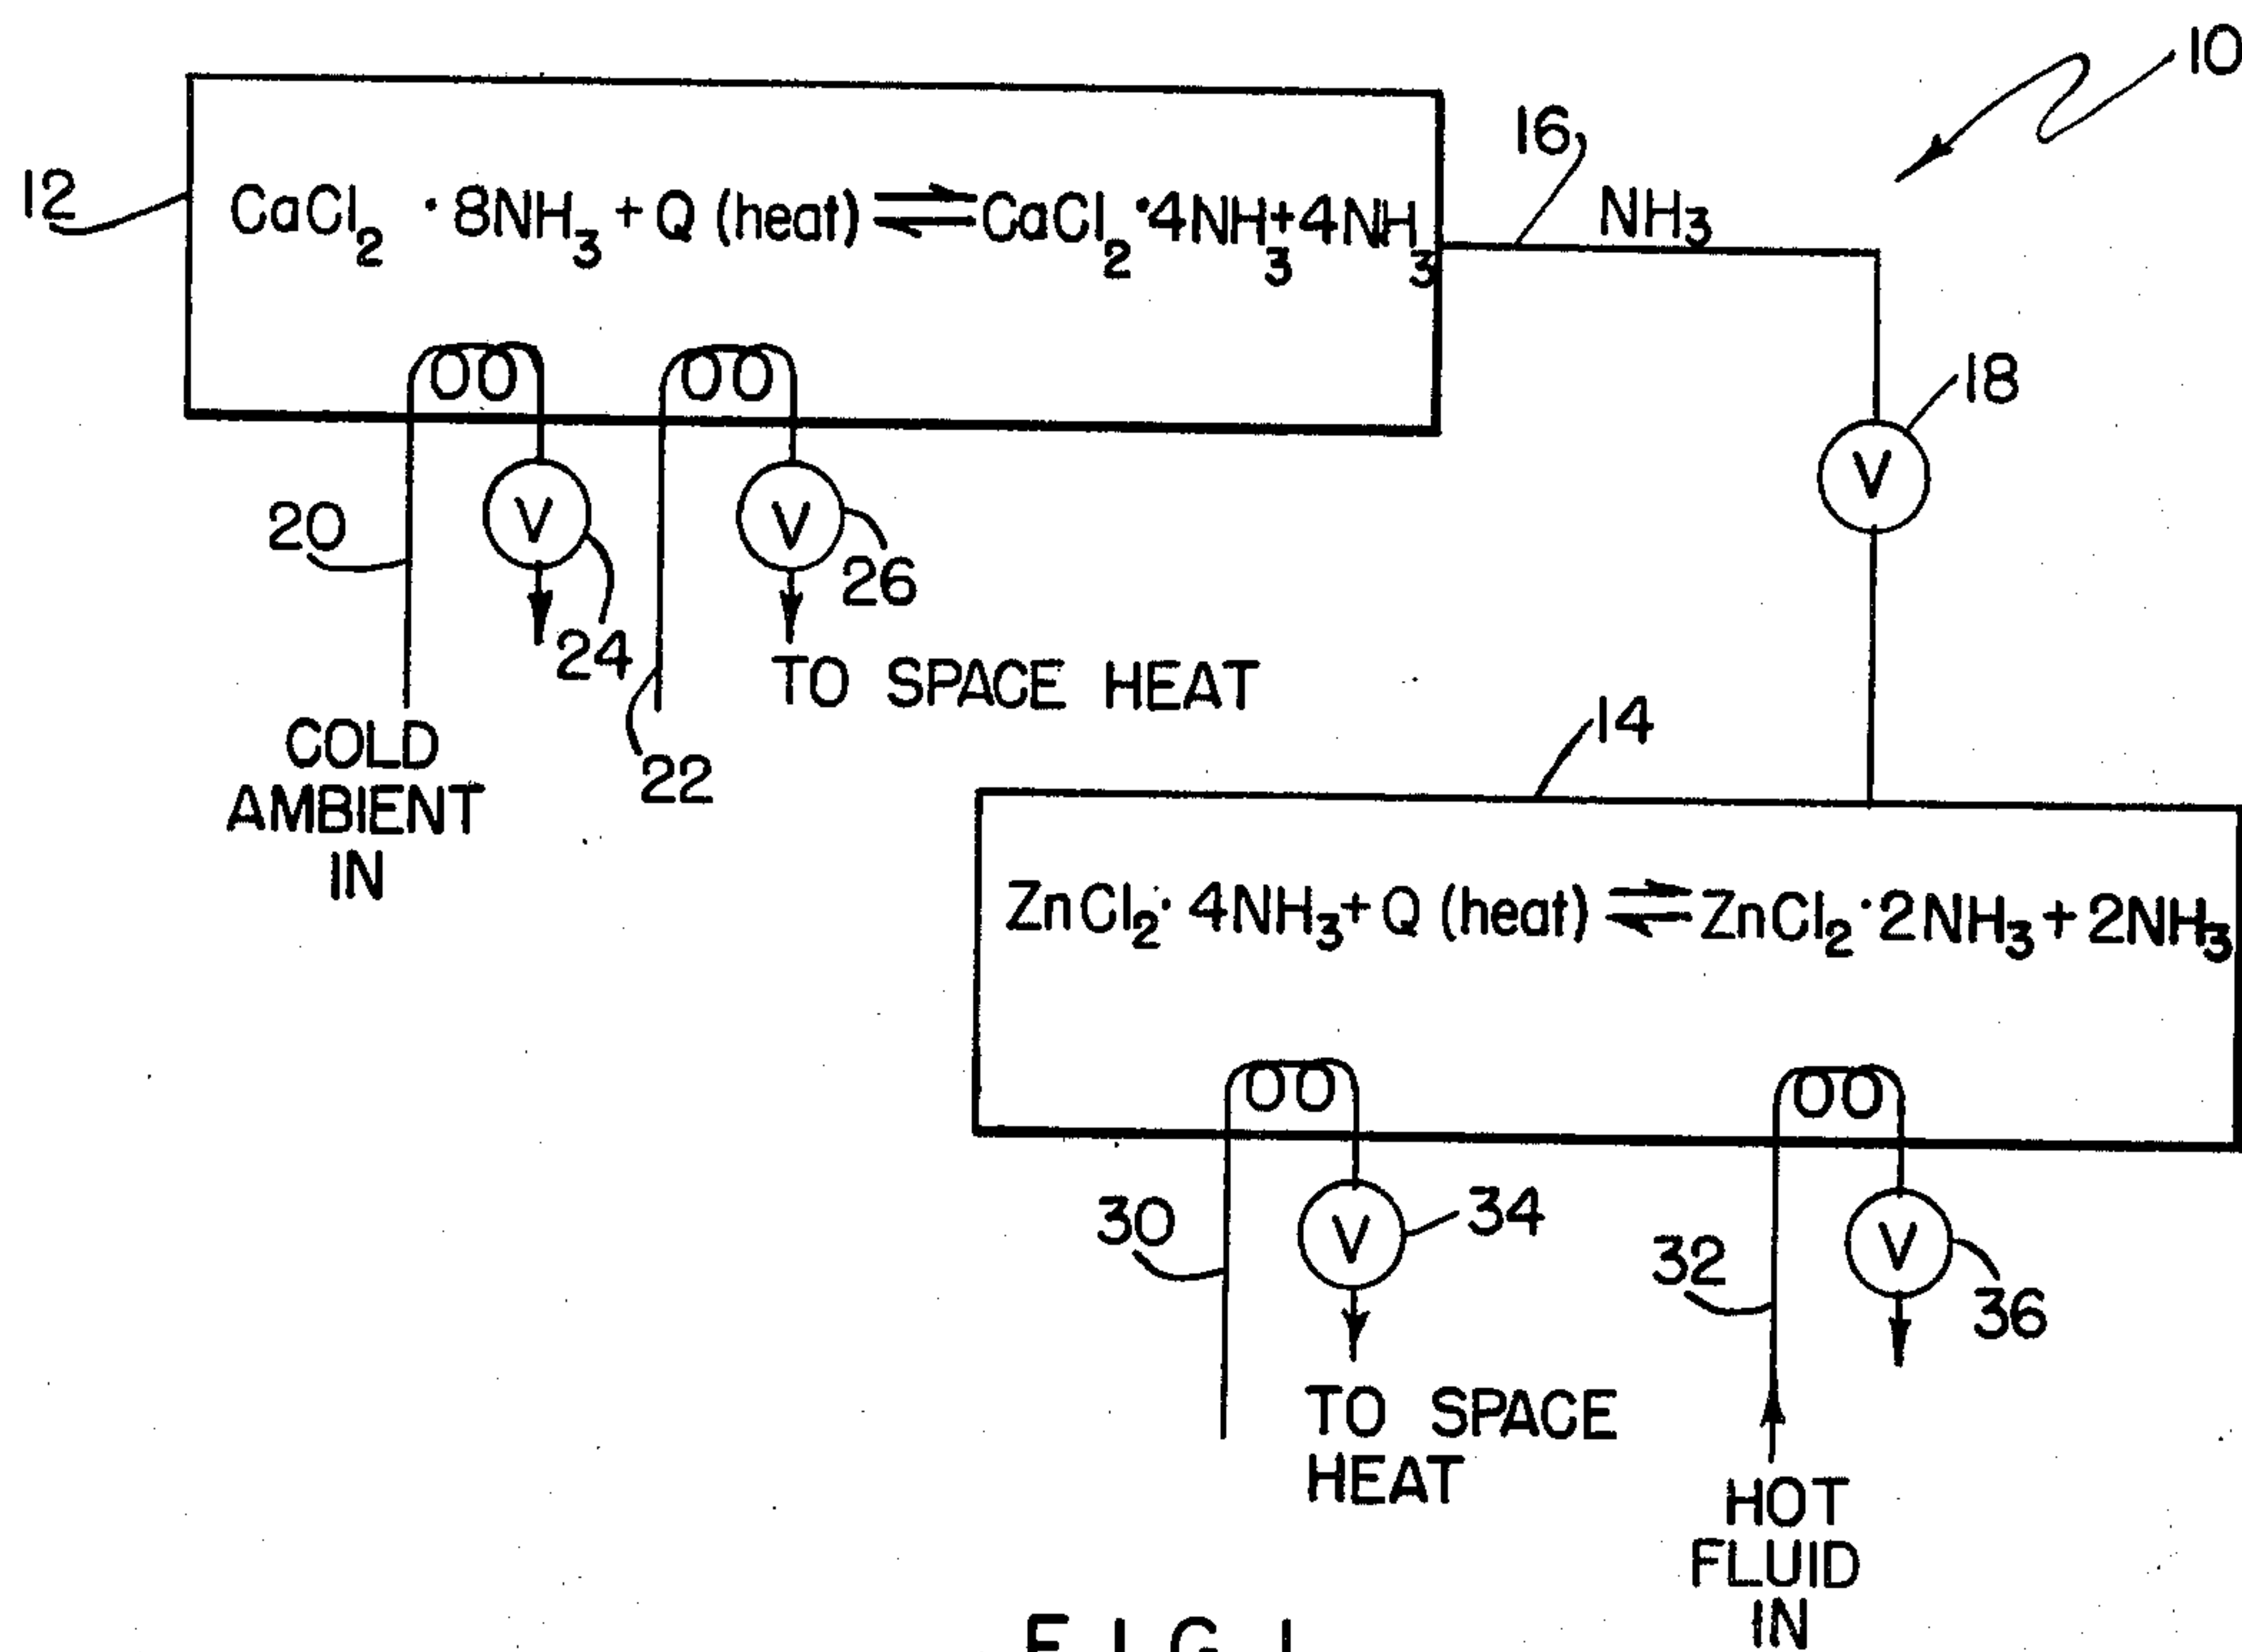 10
16
NH₃
12
CaCl₂ · 8NH₃ + Q (heat) ⇌ CaCl₂ · 4NH₃ + 4NH₃
18
V
V
V
20
24
26
TO SPACE HEAT
22
COLD
AMBIENT
IN
14
ZnCl₂ · 4NH₃ + Q (heat) ⇌ ZnCl₂ · 2NH₃ + 2NH₃
30
V
34
32
V
36
TO SPACE
HEAT
HOT
FLUID
IN
FIG 1